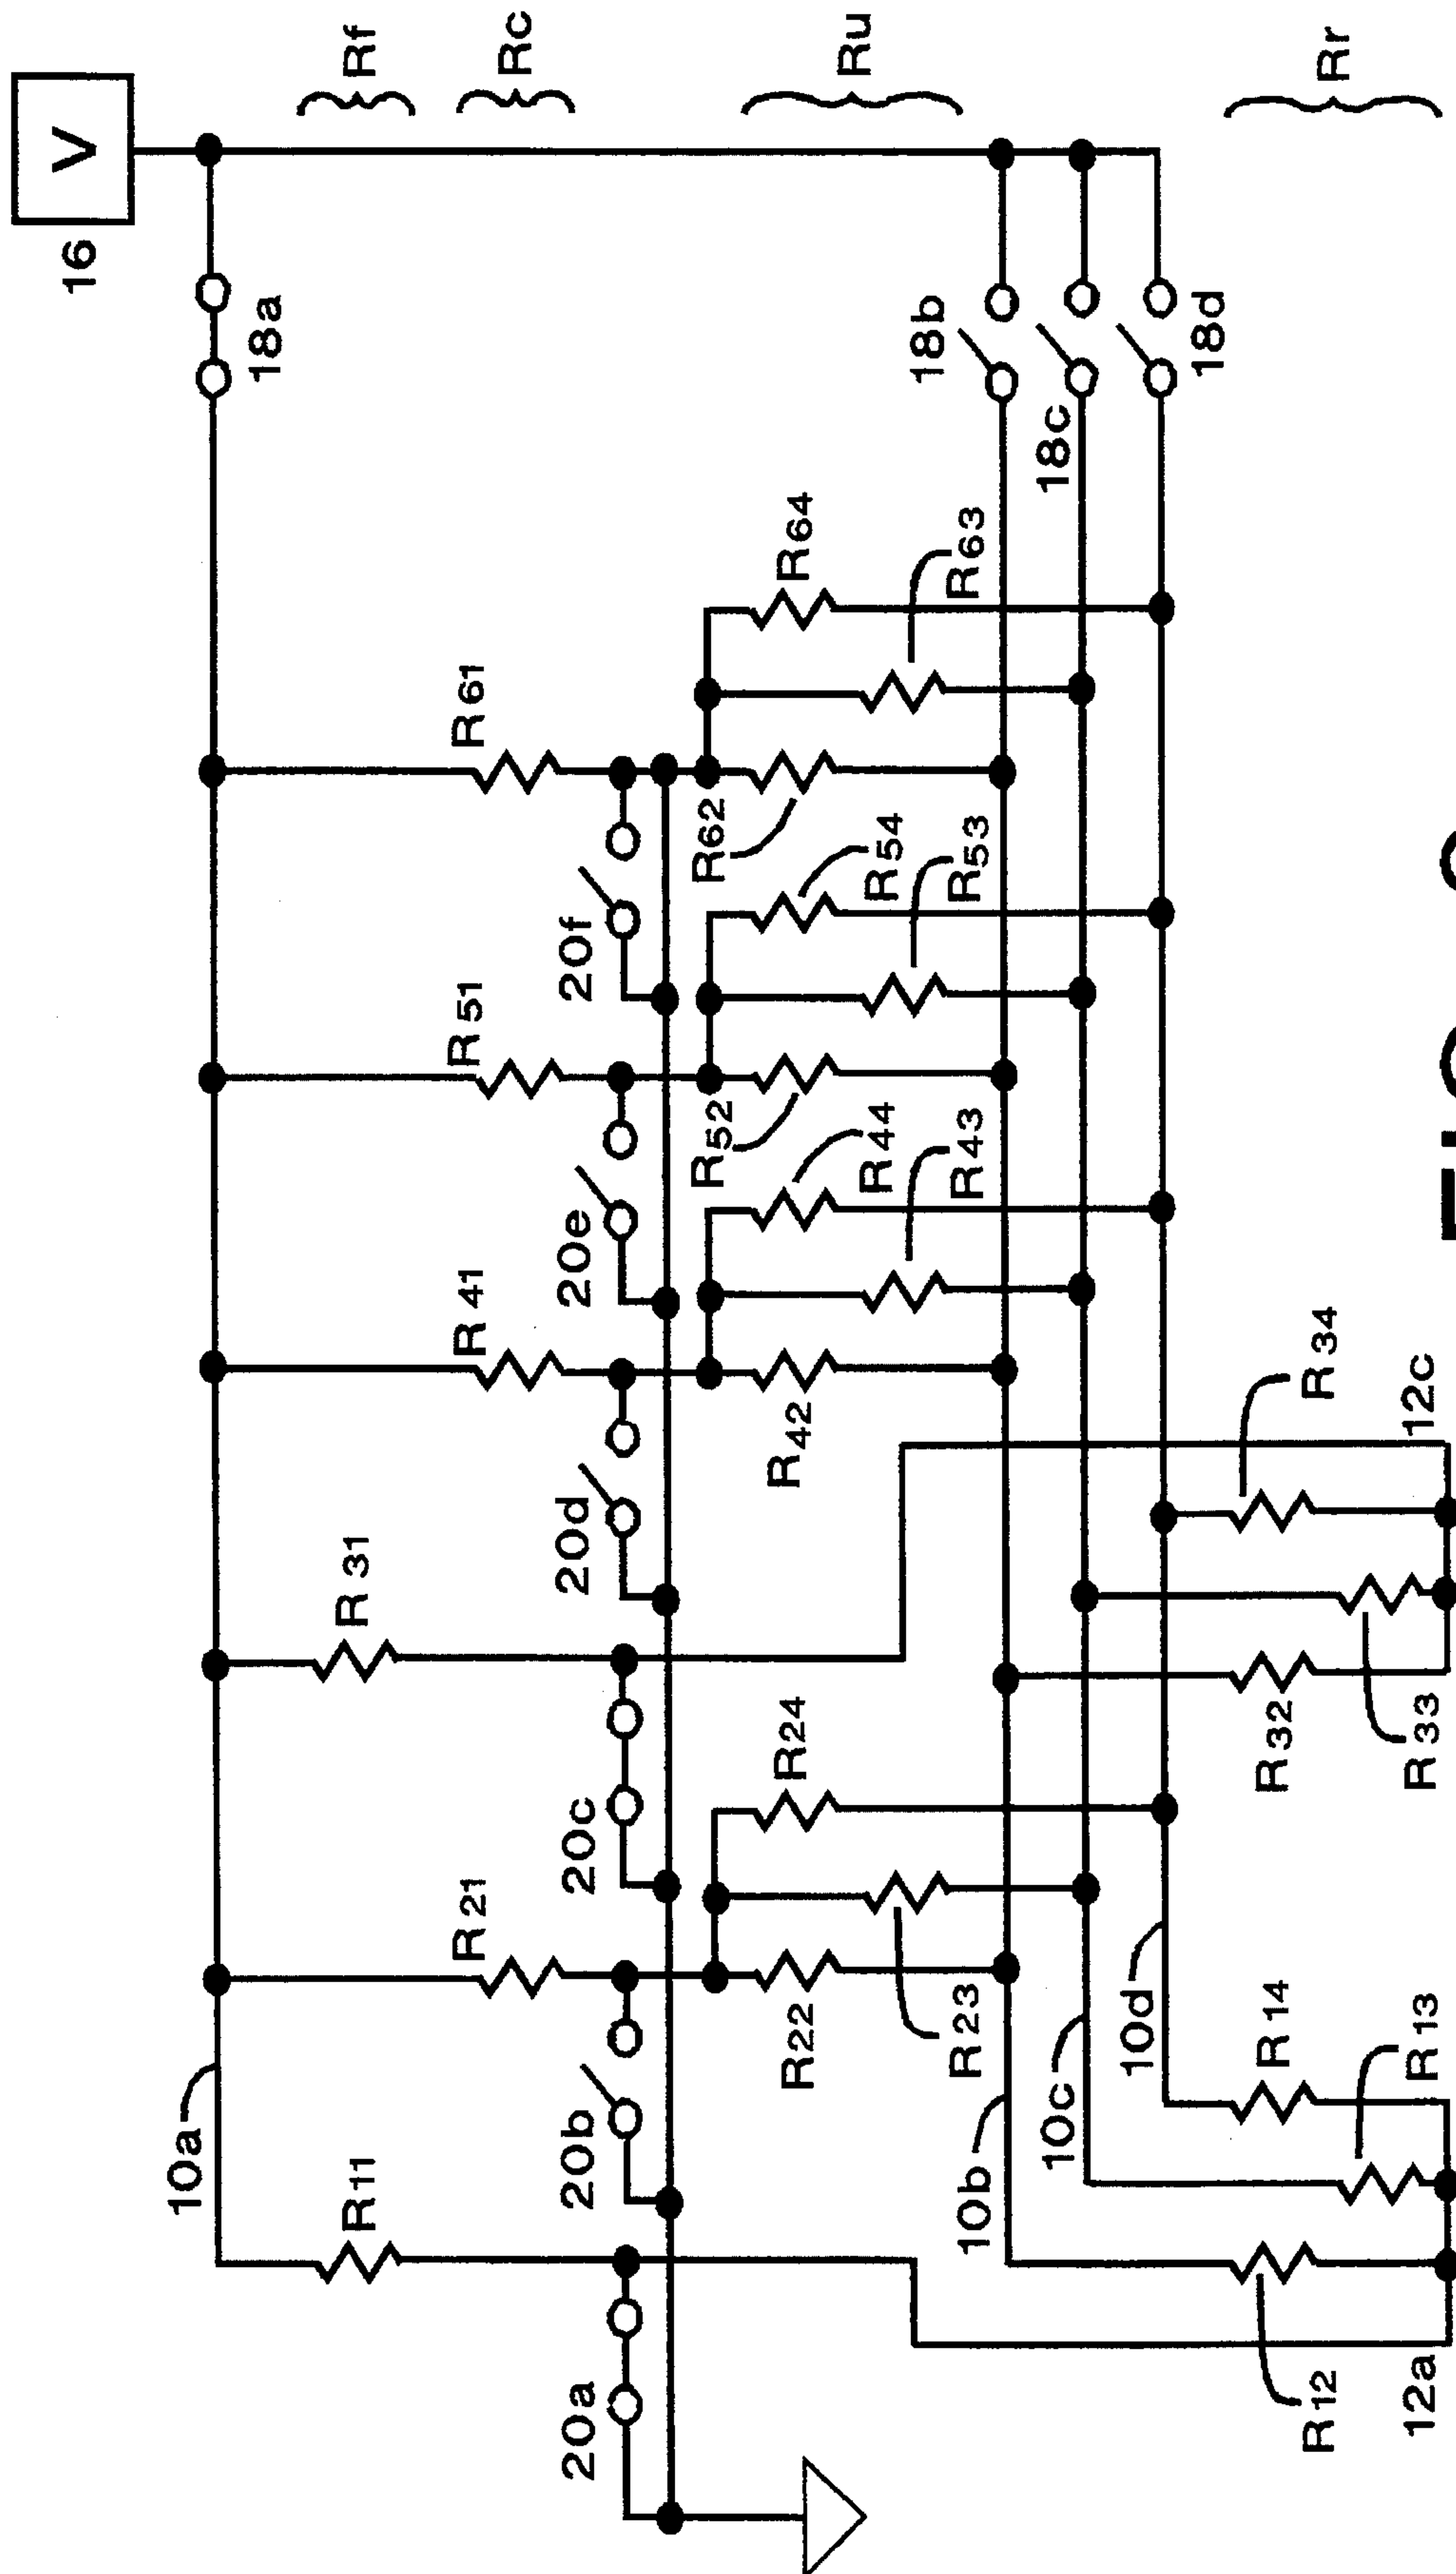 V
16
Rf
Rc
Ru
Rr
18a
18b
18c
18d
R61
R51
R41
R31
R21
R11
10a
20f
20e
20d
20c
20b
20a
R64
R63
R62
R54
R53
R52
R44
R43
R42
R24
R23
R22
10b
10c
10d
R34
R33
R32
R14
R13
R12
12c
12a